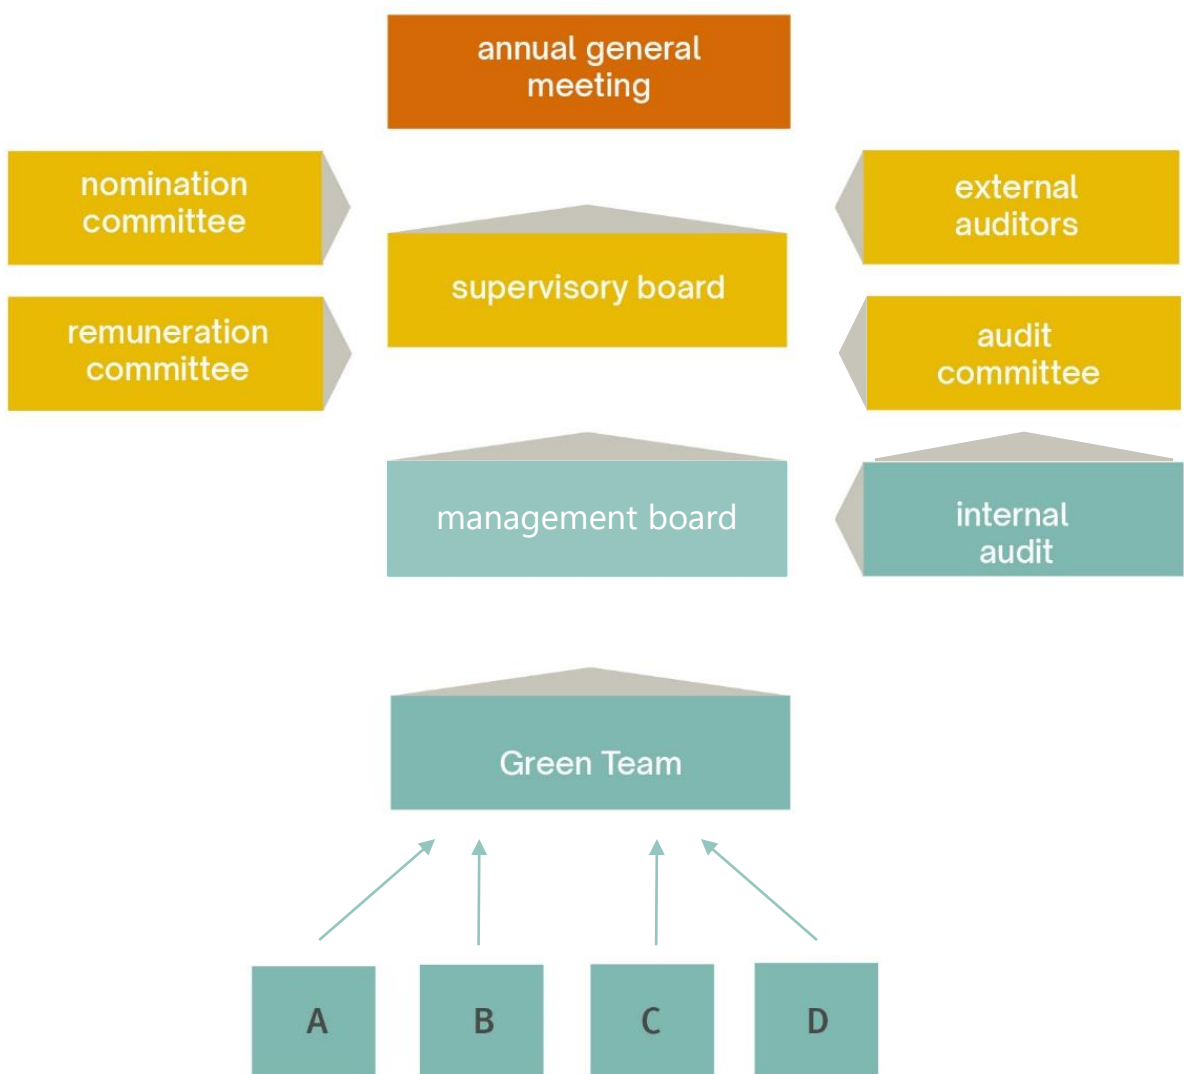 annual general
meeting
nomination
committee
external
auditors
supervisory board
remuneration
committee
audit
committee
management board
internal
audit
Green Team
A
B
C
D